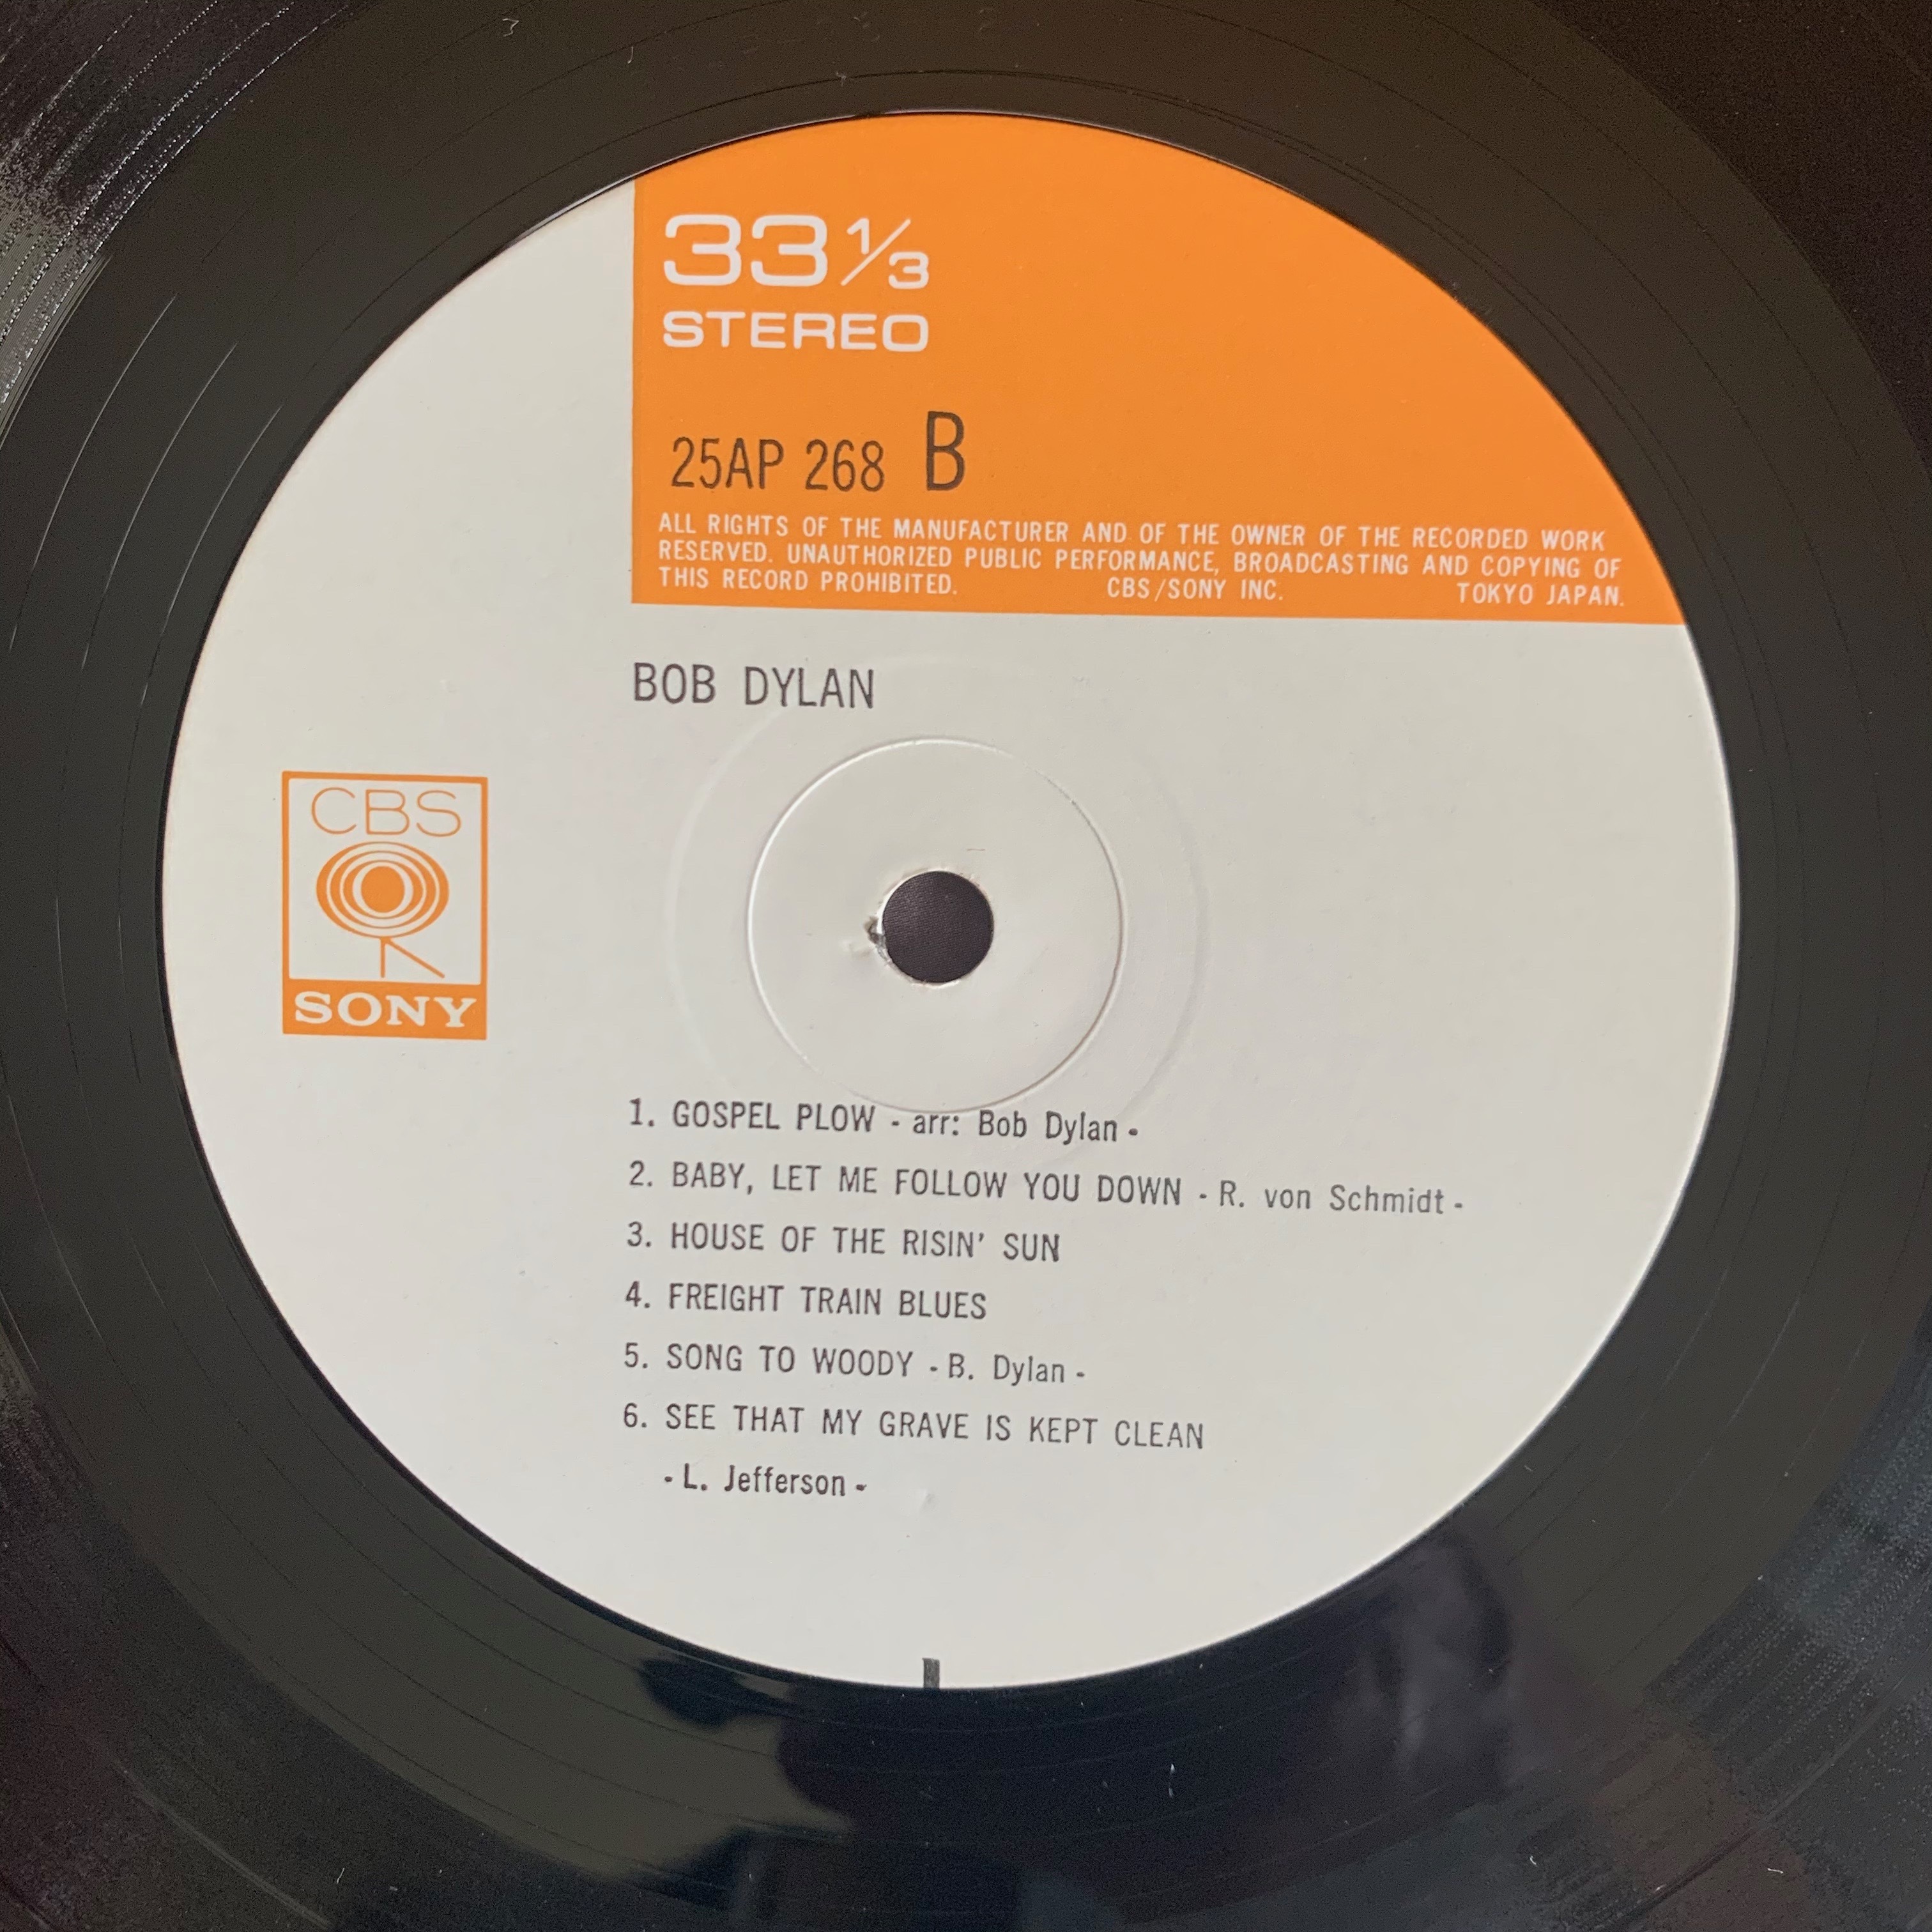 33 1/3
STEREO
25AP 268 B
ALL RIGHTS OF THE MANUFACTURER AND OF THE OWNER OF THE RECORDED WORK
RESERVED. UNAUTHORIZED PUBLIC PERFORMANCE, BROADCASTING AND COPYING OF
THIS RECORD PROHIBITED. CBS/SONY INC. TOKYO JAPAN.
BOB DYLAN
CBS
SONY
1. GOSPEL PLOW - arr: Bob Dylan -
2. BABY, LET ME FOLLOW YOU DOWN - R. von Schmidt -
3. HOUSE OF THE RISIN' SUN
4. FREIGHT TRAIN BLUES
5. SONG TO WOODY - B. Dylan -
6. SEE THAT MY GRAVE IS KEPT CLEAN
- L. Jefferson -